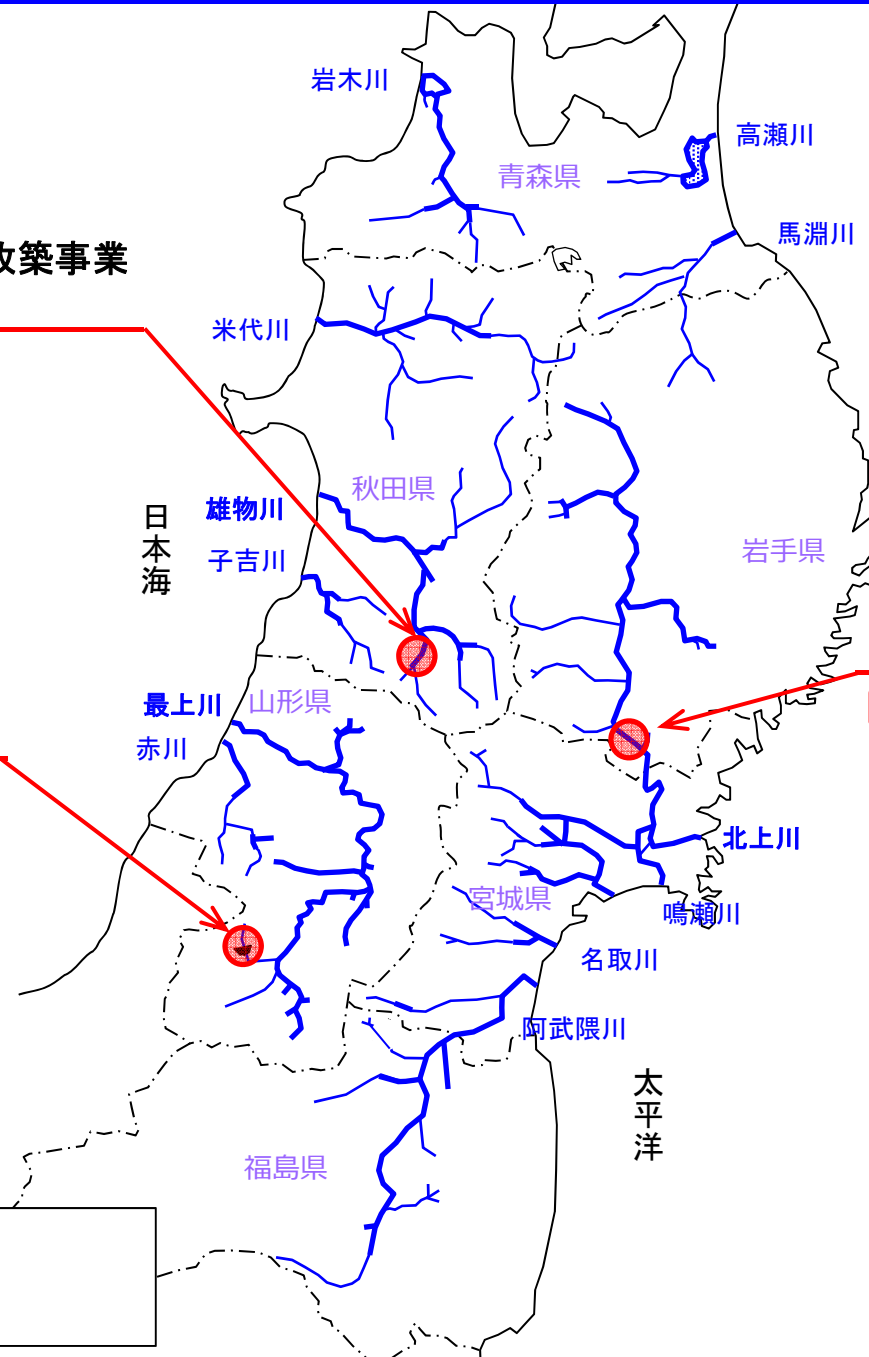 岩木川
高瀬川
青森県
馬淵川
改築事業
米代川
秋田県
雄物川
日本海
子吉川
岩手県
山形県
最上川
赤川
北上川
宮城県
鳴瀬川
名取川
阿武隈川
太平洋
福島県